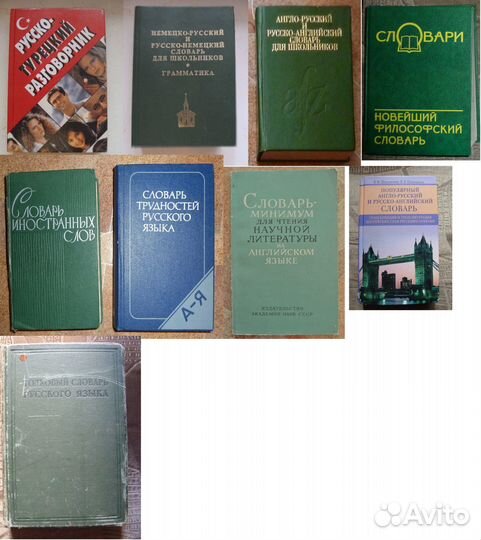 РУССКО-
ТУРЕЦКИЙ
РАЗГОВОРНИК
НЕМЕЦКО-РУССКИЙ
И
РУССКО-НЕМЕЦКИЙ
СЛОВАРЬ
ДЛЯ ШКОЛЬНИКОВ
ГРАММАТИКА
АНГЛО-РУССКИЙ
И
РУССКО-АНГЛИЙСКИЙ
СЛОВАРЬ
ДЛЯ ШКОЛЬНИКОВ
az
СЛОВАРИ
НОВЕЙШИЙ
ФИЛОСОФСКИЙ
СЛОВАРЬ
СЛОВАРЬ
ИНОСТРАННЫХ
СЛОВ
СЛОВАРЬ
ТРУДНОСТЕЙ
РУССКОГО
ЯЗЫКА
А-Я
СЛОВАРЬ-
МИНИМУМ
ДЛЯ ЧТЕНИЯ
НАУЧНОЙ
ЛИТЕРАТУРЫ
НА
АНГЛИЙСКОМ
ЯЗЫКЕ
ИЗДАТЕЛЬСТВО
АКАДЕМИИ НАУК СССР
ПОПУЛЯРНЫЙ
АНГЛО-РУССКИЙ
И РУССКО-АНГЛИЙСКИЙ
СЛОВАРЬ
ТОЛКОВЫЙ СЛОВАРЬ
РУССКОГО ЯЗЫКА
Avito